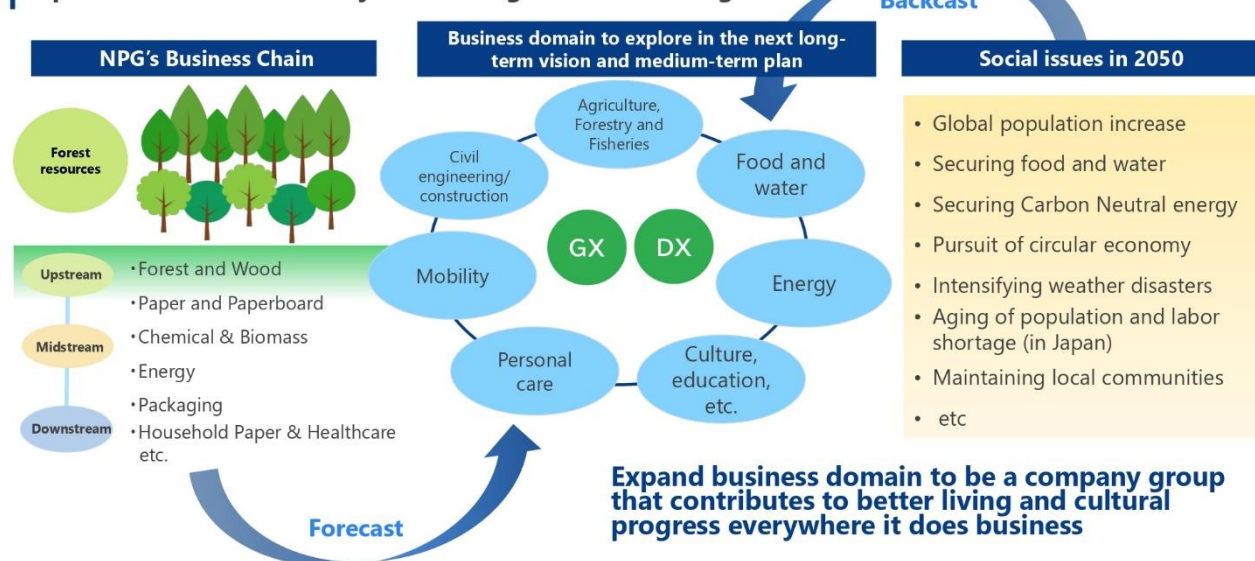 Backcast
NPG's Business Chain
Forest
resources
Upstream
Midstream
Downstream
・Forest and Wood
・Paper and Paperboard
・Chemical & Biomass
・Energy
・Packaging
・Household Paper & Healthcare
etc.
Forecast
Business domain to explore in the next long-
term vision and medium-term plan
Agriculture,
Forestry and
Fisheries
Food and
water
Energy
Culture,
education,
etc.
Personal
care
Mobility
Civil
engineering/
construction
GX
DX
Social issues in 2050
• Global population increase
• Securing food and water
• Securing Carbon Neutral energy
• Pursuit of circular economy
• Intensifying weather disasters
• Aging of population and labor
shortage (in Japan)
• Maintaining local communities
• etc
Expand business domain to be a company group
that contributes to better living and cultural
progress everywhere it does business